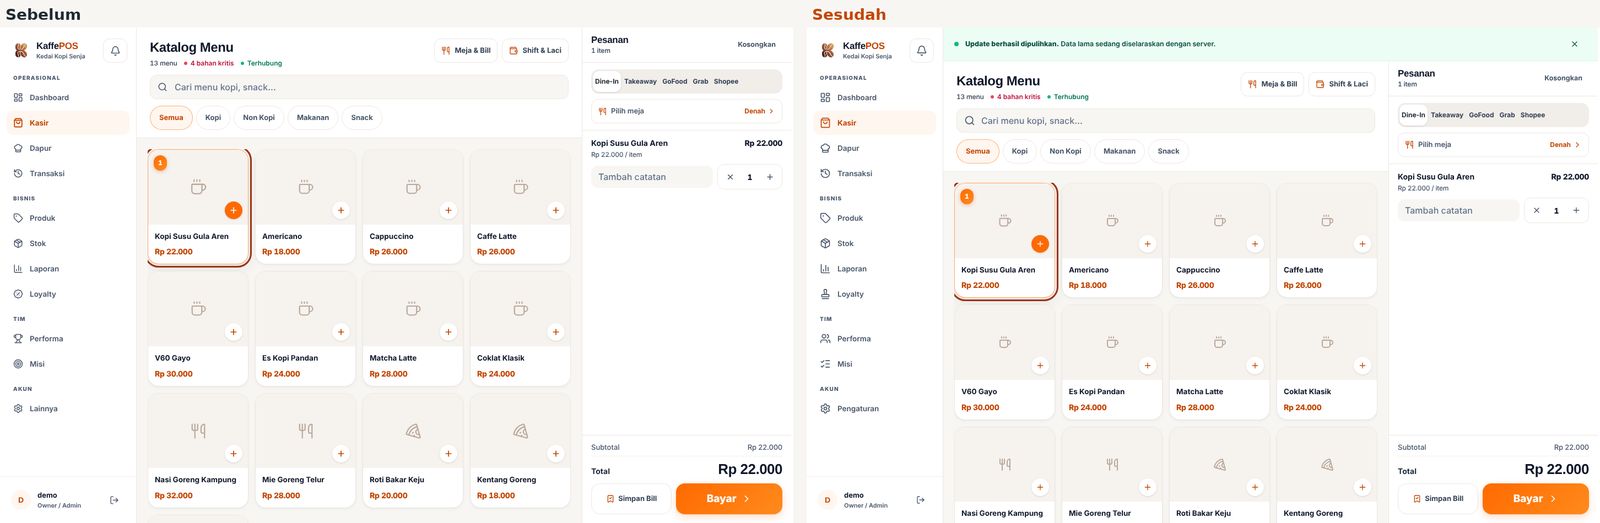 Sebelum
KaffePOS
Kedai Kopi Senja
OPERASIONAL
Dashboard
Kasir
Dapur
Transaksi
BISNIS
Produk
Stok
Laporan
Loyalty
TIM
Performa
Misi
AKUN
Lainnya
D
demo
Owner / Admin
Katalog Menu
13 menu • 4 bahan kritis • Terhubung
Meja & Bill
Shift & Laci
Cari menu kopi, snack...
Semua Kopi Non Kopi Makanan Snack
1
Kopi Susu Gula Aren
Rp 22.000
Americano
Rp 18.000
Cappuccino
Rp 26.000
Caffe Latte
Rp 26.000
V60 Gayo
Rp 30.000
Es Kopi Pandan
Rp 24.000
Matcha Latte
Rp 28.000
Coklat Klasik
Rp 24.000
Nasi Goreng Kampung
Rp 32.000
Mie Goreng Telur
Rp 28.000
Roti Bakar Keju
Rp 20.000
Kentang Goreng
Rp 18.000
Pesanan
1 item
Kosongkan
Dine-In Takeaway GoFood Grab Shopee
Pilih meja
Denah
Kopi Susu Gula Aren Rp 22.000
Rp 22.000 / item
Tambah catatan
1
Subtotal Rp 22.000
Total Rp 22.000
Simpan Bill
Bayar
Sesudah
KaffePOS
Kedai Kopi Senja
OPERASIONAL
Dashboard
Kasir
Dapur
Transaksi
BISNIS
Produk
Stok
Laporan
Loyalty
TIM
Performa
Misi
AKUN
Pengaturan
D
demo
Owner / Admin
Update berhasil dipulihkan. Data lama sedang diselaraskan dengan server.
Katalog Menu
13 menu • 4 bahan kritis • Terhubung
Meja & Bill
Shift & Laci
Cari menu kopi, snack...
Semua Kopi Non Kopi Makanan Snack
1
Kopi Susu Gula Aren
Rp 22.000
Americano
Rp 18.000
Cappuccino
Rp 26.000
Caffe Latte
Rp 26.000
V60 Gayo
Rp 30.000
Es Kopi Pandan
Rp 24.000
Matcha Latte
Rp 28.000
Coklat Klasik
Rp 24.000
Nasi Goreng Kampung
Mie Goreng Telur
Roti Bakar Keju
Kentang Goreng
Pesanan
1 item
Kosongkan
Dine-In Takeaway GoFood Grab Shopee
Pilih meja
Denah
Kopi Susu Gula Aren Rp 22.000
Rp 22.000 / item
Tambah catatan
1
Subtotal Rp 22.000
Total Rp 22.000
Simpan Bill
Bayar